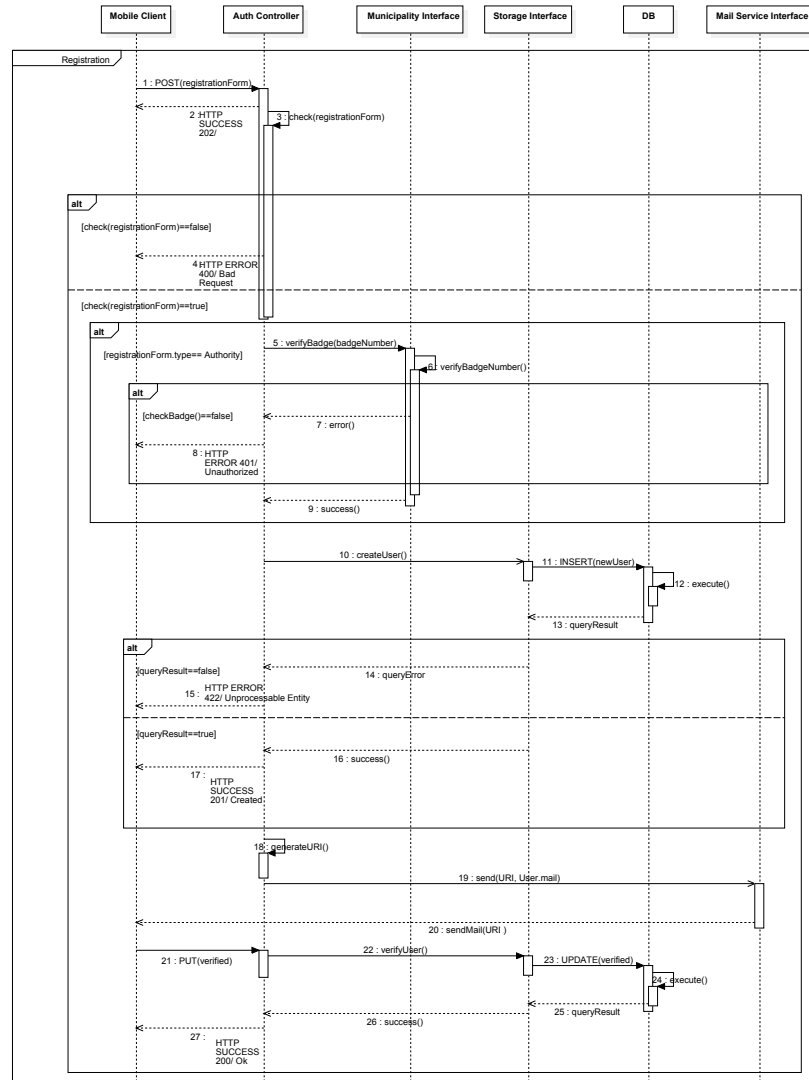 Mobile Client
Auth Controller
Municipality Interface
Storage Interface
DB
Mail Service Interface
Registration
1 : POST(registrationForm)
2 : HTTP
SUCCESS
202/
3 : check(registrationForm)
alt
[check(registrationForm)==false]
4 HTTP ERROR
400/ Bad
Request
[check(registrationForm)==true]
alt
[registrationForm.type== Authority]
5 : verifyBadge(badgeNumber)
6 : verifyBadgeNumber()
alt
[checkBadge()==false]
7 : error()
8 : HTTP
ERROR 401/
Unauthorized
9 : success()
10 : createUser()
11 : INSERT(newUser)
12 : execute()
13 : queryResult
alt
[queryResult==false]
14 : queryError
15 : HTTP ERROR
422/ Unprocessable Entity
[queryResult==true]
16 : success()
17 :
HTTP
SUCCESS
201/ Created
18 : generateURI()
19 : send(URI, User.mail)
20 : sendMail(URI )
21 : PUT(verified)
22 : verifyUser()
23 : UPDATE(verified)
24 : execute()
25 : queryResult
26 : success()
27 :
HTTP
SUCCESS
200/ Ok